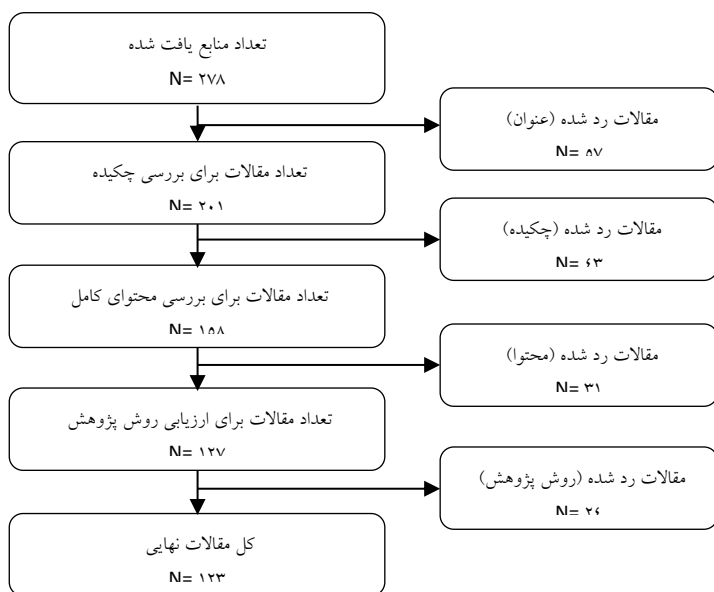 تعداد منابع یافت شده
N= ۲۷۸
مقالات رد شده (عنوان)
N= ۵۷
تعداد مقالات برای بررسی چکیده
N= ۲۰۱
مقالات رد شده (چکیده)
N= ۶۳
تعداد مقالات برای بررسی محتوای کامل
N= ۱۵۸
مقالات رد شده (محتوا)
N= ۳۱
تعداد مقالات برای ارزیابی روش پژوهش
N= ۱۲۷
مقالات رد شده (روش پژوهش)
N= ۲۶
کل مقالات نهایی
N= ۱۲۳